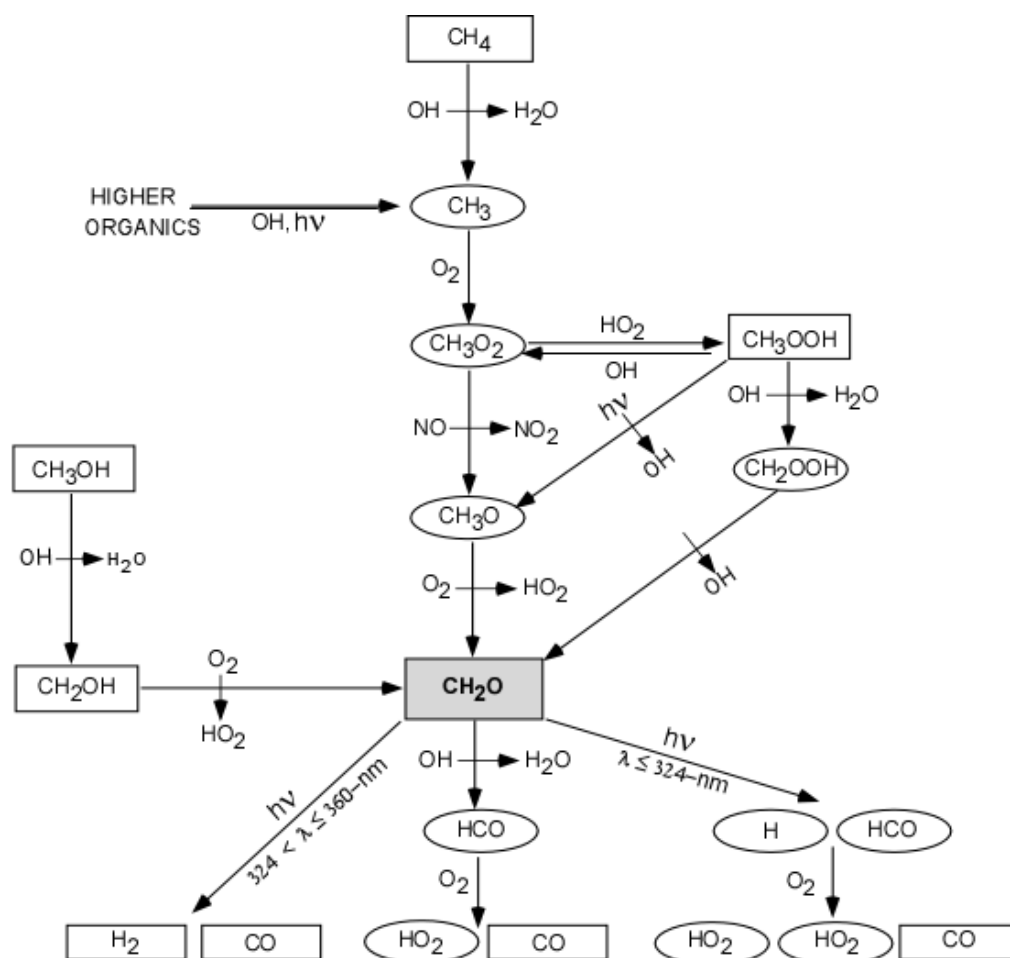 CH4
OH H2O
HIGHER
ORGANICS
OH, hν
CH3
O2
CH3O2
HO2
OH
CH3OOH
hν
OH
OH H2O
NO NO2
CH3OH
CH2OOH
CH3O
OH H2O
OH
O2 HO2
CH2OH
O2
HO2
CH2O
hν
324 < λ ≤ 360-nm
OH H2O
hν
λ ≤ 324-nm
HCO
H
HCO
O2
O2
H2
CO
HO2
CO
HO2
HO2
CO